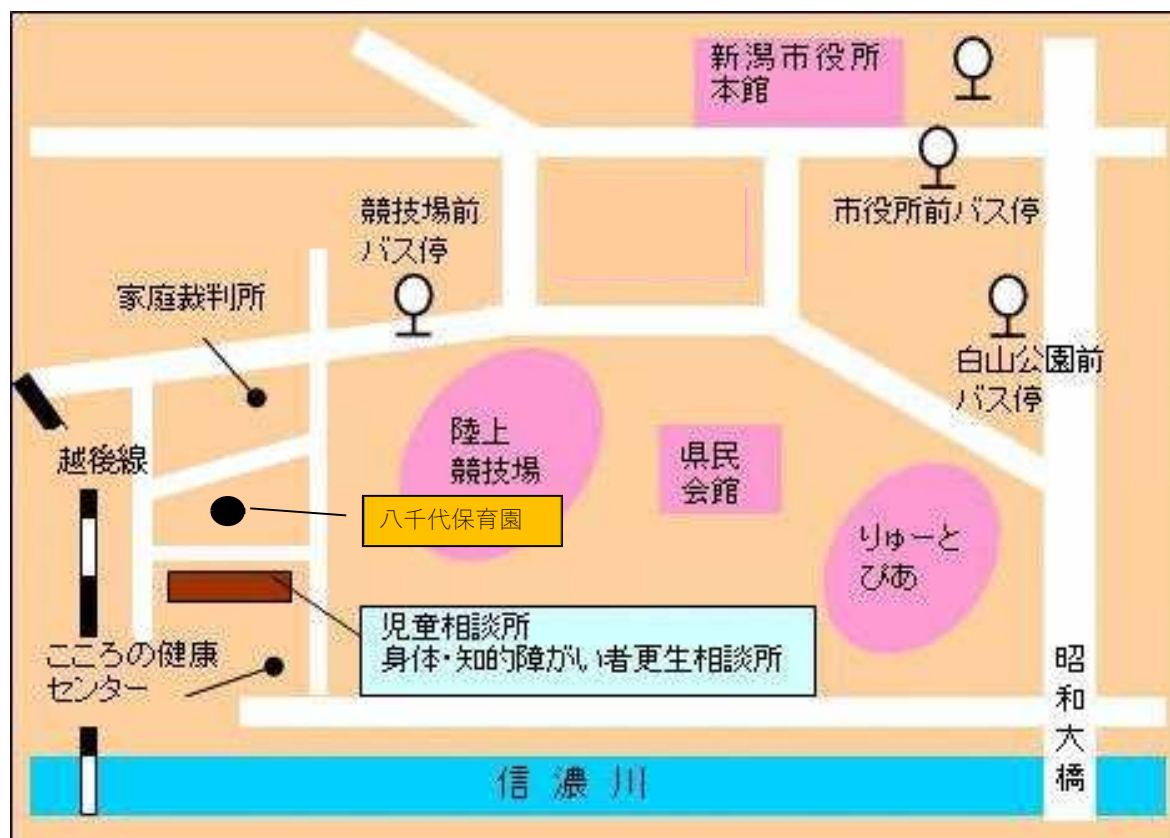 新潟市役所
本館
競技場前
バス停
市役所前バス停
家庭裁判所
白山公園前
バス停
越後線
陸上
競技場
県民
会館
八千代保育園
りゅーと
ぴあ
児童相談所
身体・知的障がい者更生相談所
こころの健康
センター
昭和大橋
信濃川